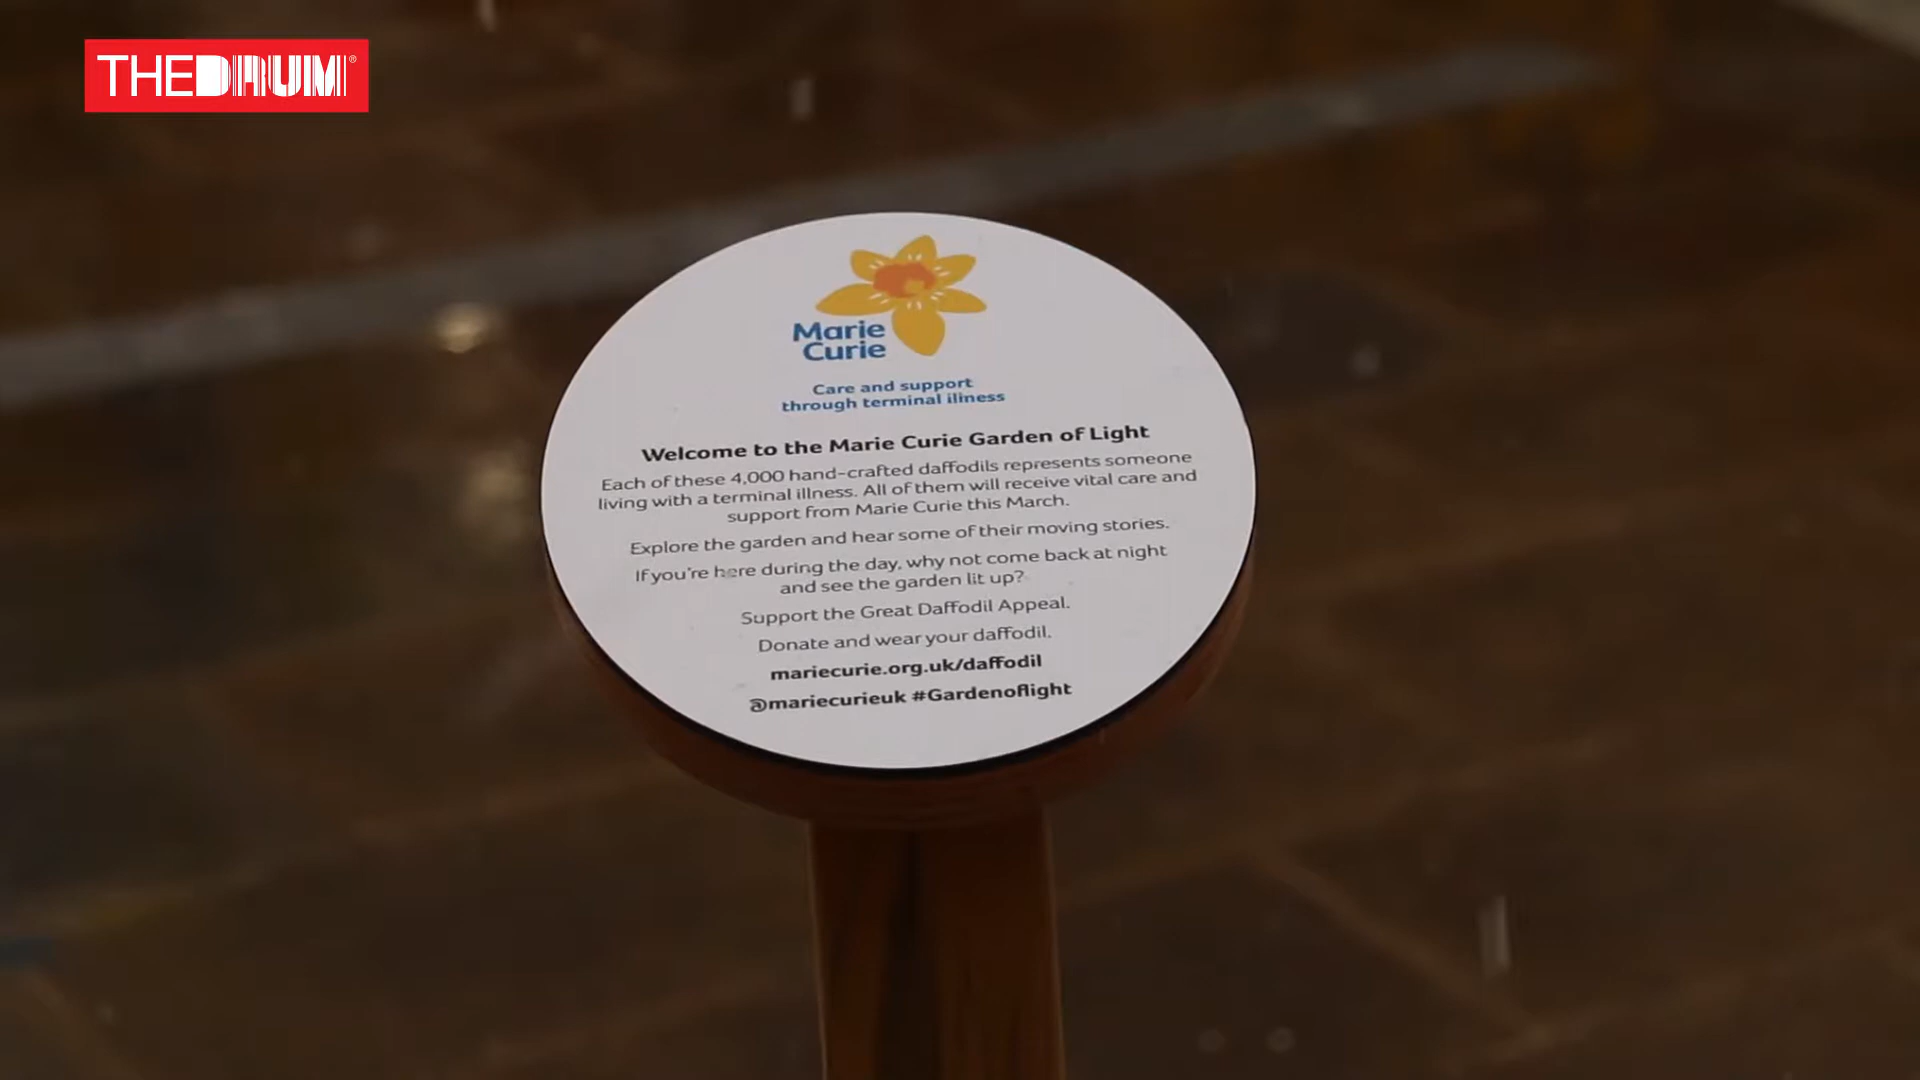 THEDRUM®
Marie
Curie
Care and support
through terminal illness
Welcome to the Marie Curie Garden of Light
Each of these 4,000 hand-crafted daffodils represents someone
living with a terminal illness. All of them will receive vital care and
support from Marie Curie this March.
Explore the garden and hear some of their moving stories.
If you're here during the day, why not come back at night
and see the garden lit up?
Support the Great Daffodil Appeal.
Donate and wear your daffodil.
mariecurie.org.uk/daffodil
@mariecurieuk #Gardenoflight